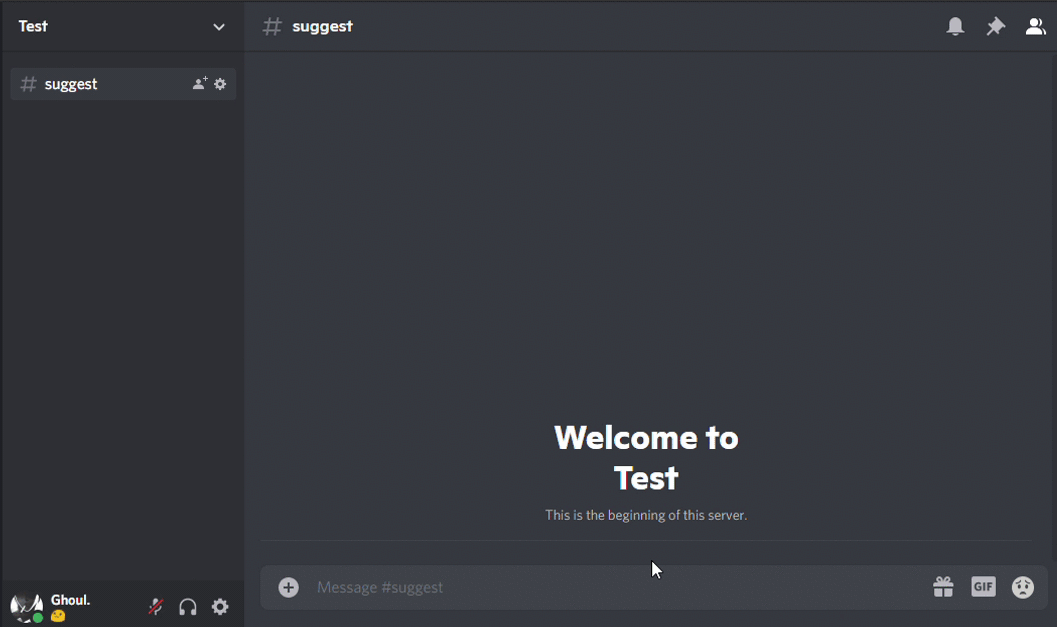 Test
# suggest
# suggest
Welcome to
Test
This is the beginning of this server.
Message #suggest
GIF
Ghoul.